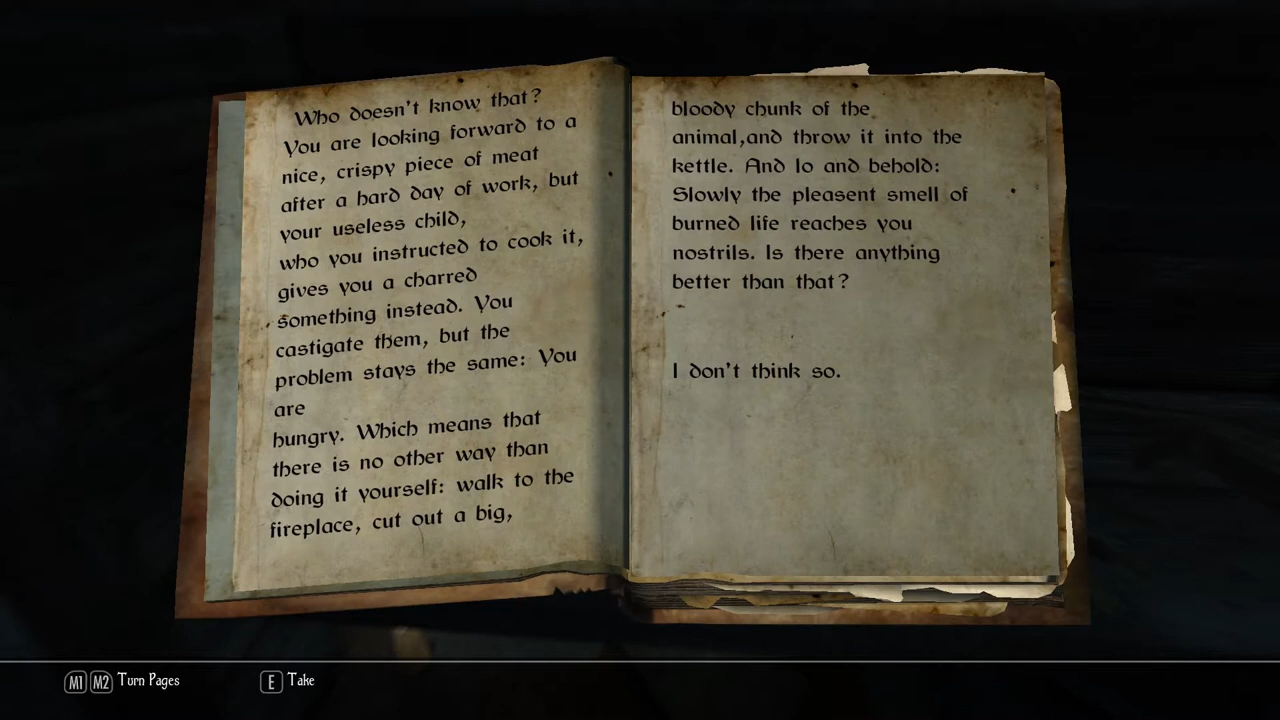 Who doesn't know that?
You are looking forward to a
nice, crispy piece of meat
after a hard day of work, but
your useless child,
who you instructed to cook it,
gives you a charred
something instead. You
castigate them, but the
problem stays the same: You
are
hungry. Which means that
there is no other way than
doing it yourself: walk to the
fireplace, cut out a big,
bloody chunk of the
animal,and throw it into the
kettle. And lo and behold:
Slowly the pleasent smell of
burned life reaches you
nostrils. Is there anything
better than that?
I don't think so.
M1 M2 Turn Pages
E Take